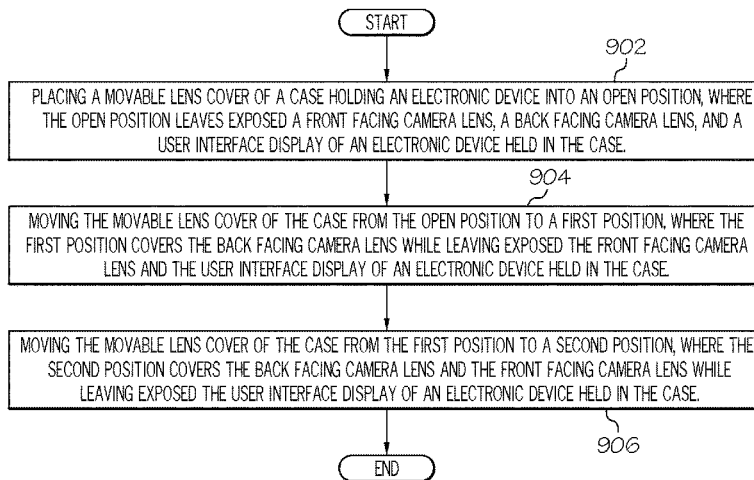 START
902
PLACING A MOVABLE LENS COVER OF A CASE HOLDING AN ELECTRONIC DEVICE INTO AN OPEN POSITION, WHERE
THE OPEN POSITION LEAVES EXPOSED A FRONT FACING CAMERA LENS, A BACK FACING CAMERA LENS, AND A
USER INTERFACE DISPLAY OF AN ELECTRONIC DEVICE HELD IN THE CASE.
904
MOVING THE MOVABLE LENS COVER OF THE CASE FROM THE OPEN POSITION TO A FIRST POSITION, WHERE THE
FIRST POSITION COVERS THE BACK FACING CAMERA LENS WHILE LEAVING EXPOSED THE FRONT FACING CAMERA
LENS AND THE USER INTERFACE DISPLAY OF AN ELECTRONIC DEVICE HELD IN THE CASE.
MOVING THE MOVABLE LENS COVER OF THE CASE FROM THE FIRST POSITION TO A SECOND POSITION, WHERE THE
SECOND POSITION COVERS THE BACK FACING CAMERA LENS AND THE FRONT FACING CAMERA LENS WHILE
LEAVING EXPOSED THE USER INTERFACE DISPLAY OF AN ELECTRONIC DEVICE HELD IN THE CASE.
906
END